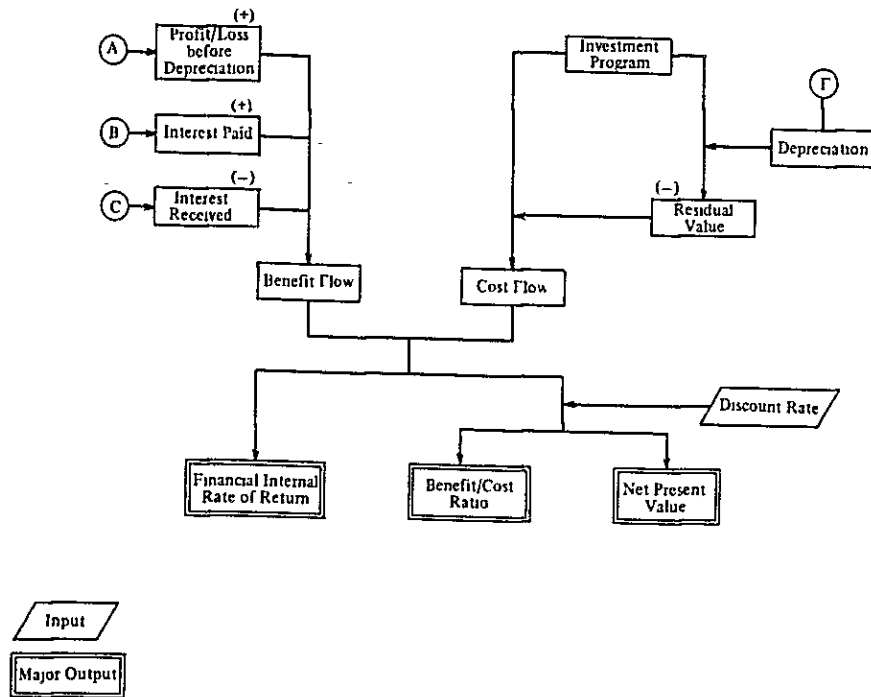 (+)
A
Profit/Loss
before
Depreciation
(+)
B
Interest Paid
(−)
C
Interest
Received
Investment
Program
Γ
Depreciation
(−)
Residual
Value
Benefit Flow
Cost Flow
Discount Rate
Financial Internal
Rate of Return
Benefit/Cost
Ratio
Net Present
Value
Input
Major Output